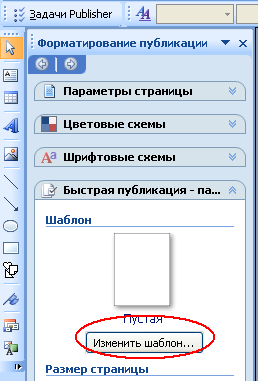 Задачи Publisher
Форматирование публикации
Параметры страницы
Цветовые схемы
Шрифтовые схемы
Быстрая публикация - па...
Шаблон
Пустая
Изменить шаблон...
Размер страницы